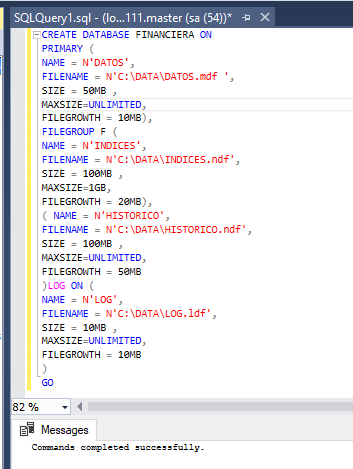 SQLQuery1.sql - (lo...111.master (sa (54))*
CREATE DATABASE FINANCIERA ON
PRIMARY (
NAME = N'DATOS',
FILENAME = N'C:\DATA\DATOS.mdf ',
SIZE = 50MB ,
MAXSIZE=UNLIMITED,
FILEGROWTH = 10MB),
FILEGROUP F (
NAME = N'INDICES',
FILENAME = N'C:\DATA\INDICES.ndf',
SIZE = 100MB ,
MAXSIZE=1GB,
FILEGROWTH = 20MB),
( NAME = N'HISTORICO',
FILENAME = N'C:\DATA\HISTORICO.ndf',
SIZE = 100MB ,
MAXSIZE=UNLIMITED,
FILEGROWTH = 50MB
)LOG ON (
NAME = N'LOG',
FILENAME = N'C:\DATA\LOG.ldf',
SIZE = 10MB ,
MAXSIZE=UNLIMITED,
FILEGROWTH = 10MB
)
GO
82 %
Messages
Commands completed successfully.